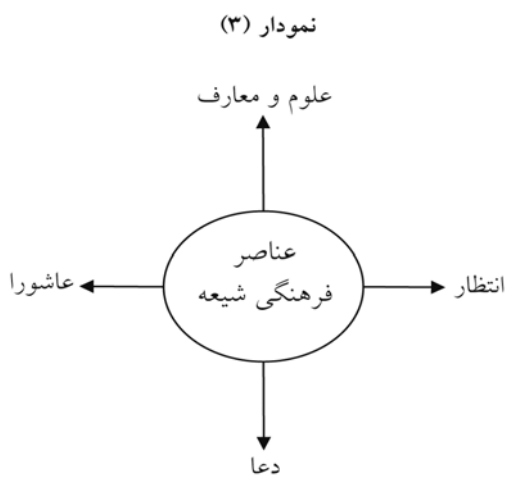 نمودار (۳)
علوم و معارف
عناصر
فرهنگی شیعه
انتظار
عاشورا
دعا